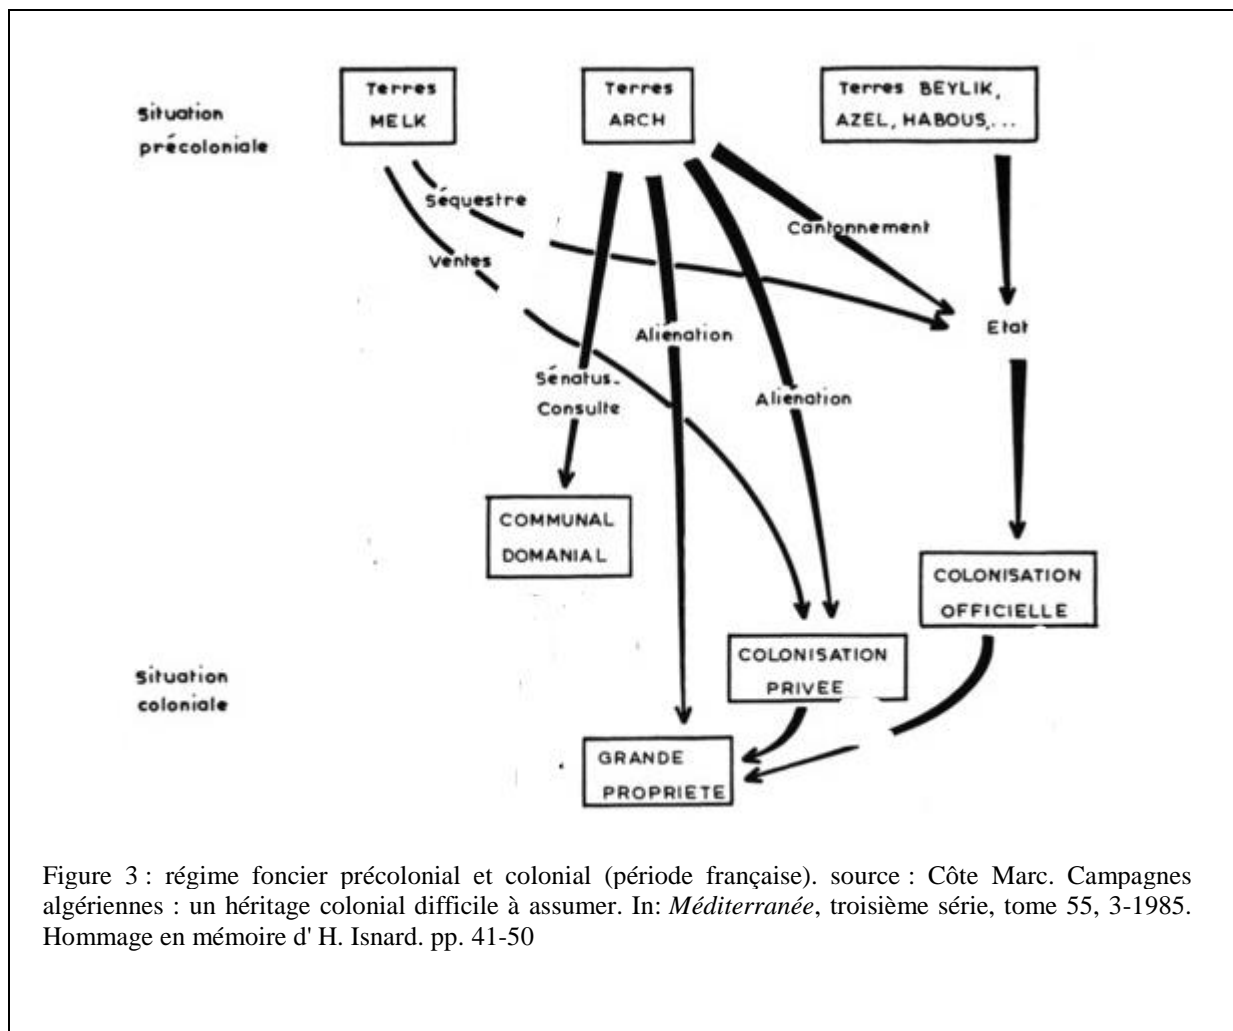 Situation
précoloniale
Terres
MELK
Terres
ARCH
Terres BEYLIK,
AZEL, HABOUS,...
Séquestre
Ventes
Cantonnement
Etat
Aliénation
Aliénation
Sénatus-
Consulte
COMMUNAL
DOMANIAL
COLONISATION
OFFICIELLE
COLONISATION
PRIVEE
Situation
coloniale
GRANDE
PROPRIETE
Figure 3 : régime foncier précolonial et colonial (période française). source : Côte Marc. Campagnes
algériennes : un héritage colonial difficile à assumer. In: Méditerranée, troisième série, tome 55, 3-1985.
Hommage en mémoire d' H. Isnard. pp. 41-50